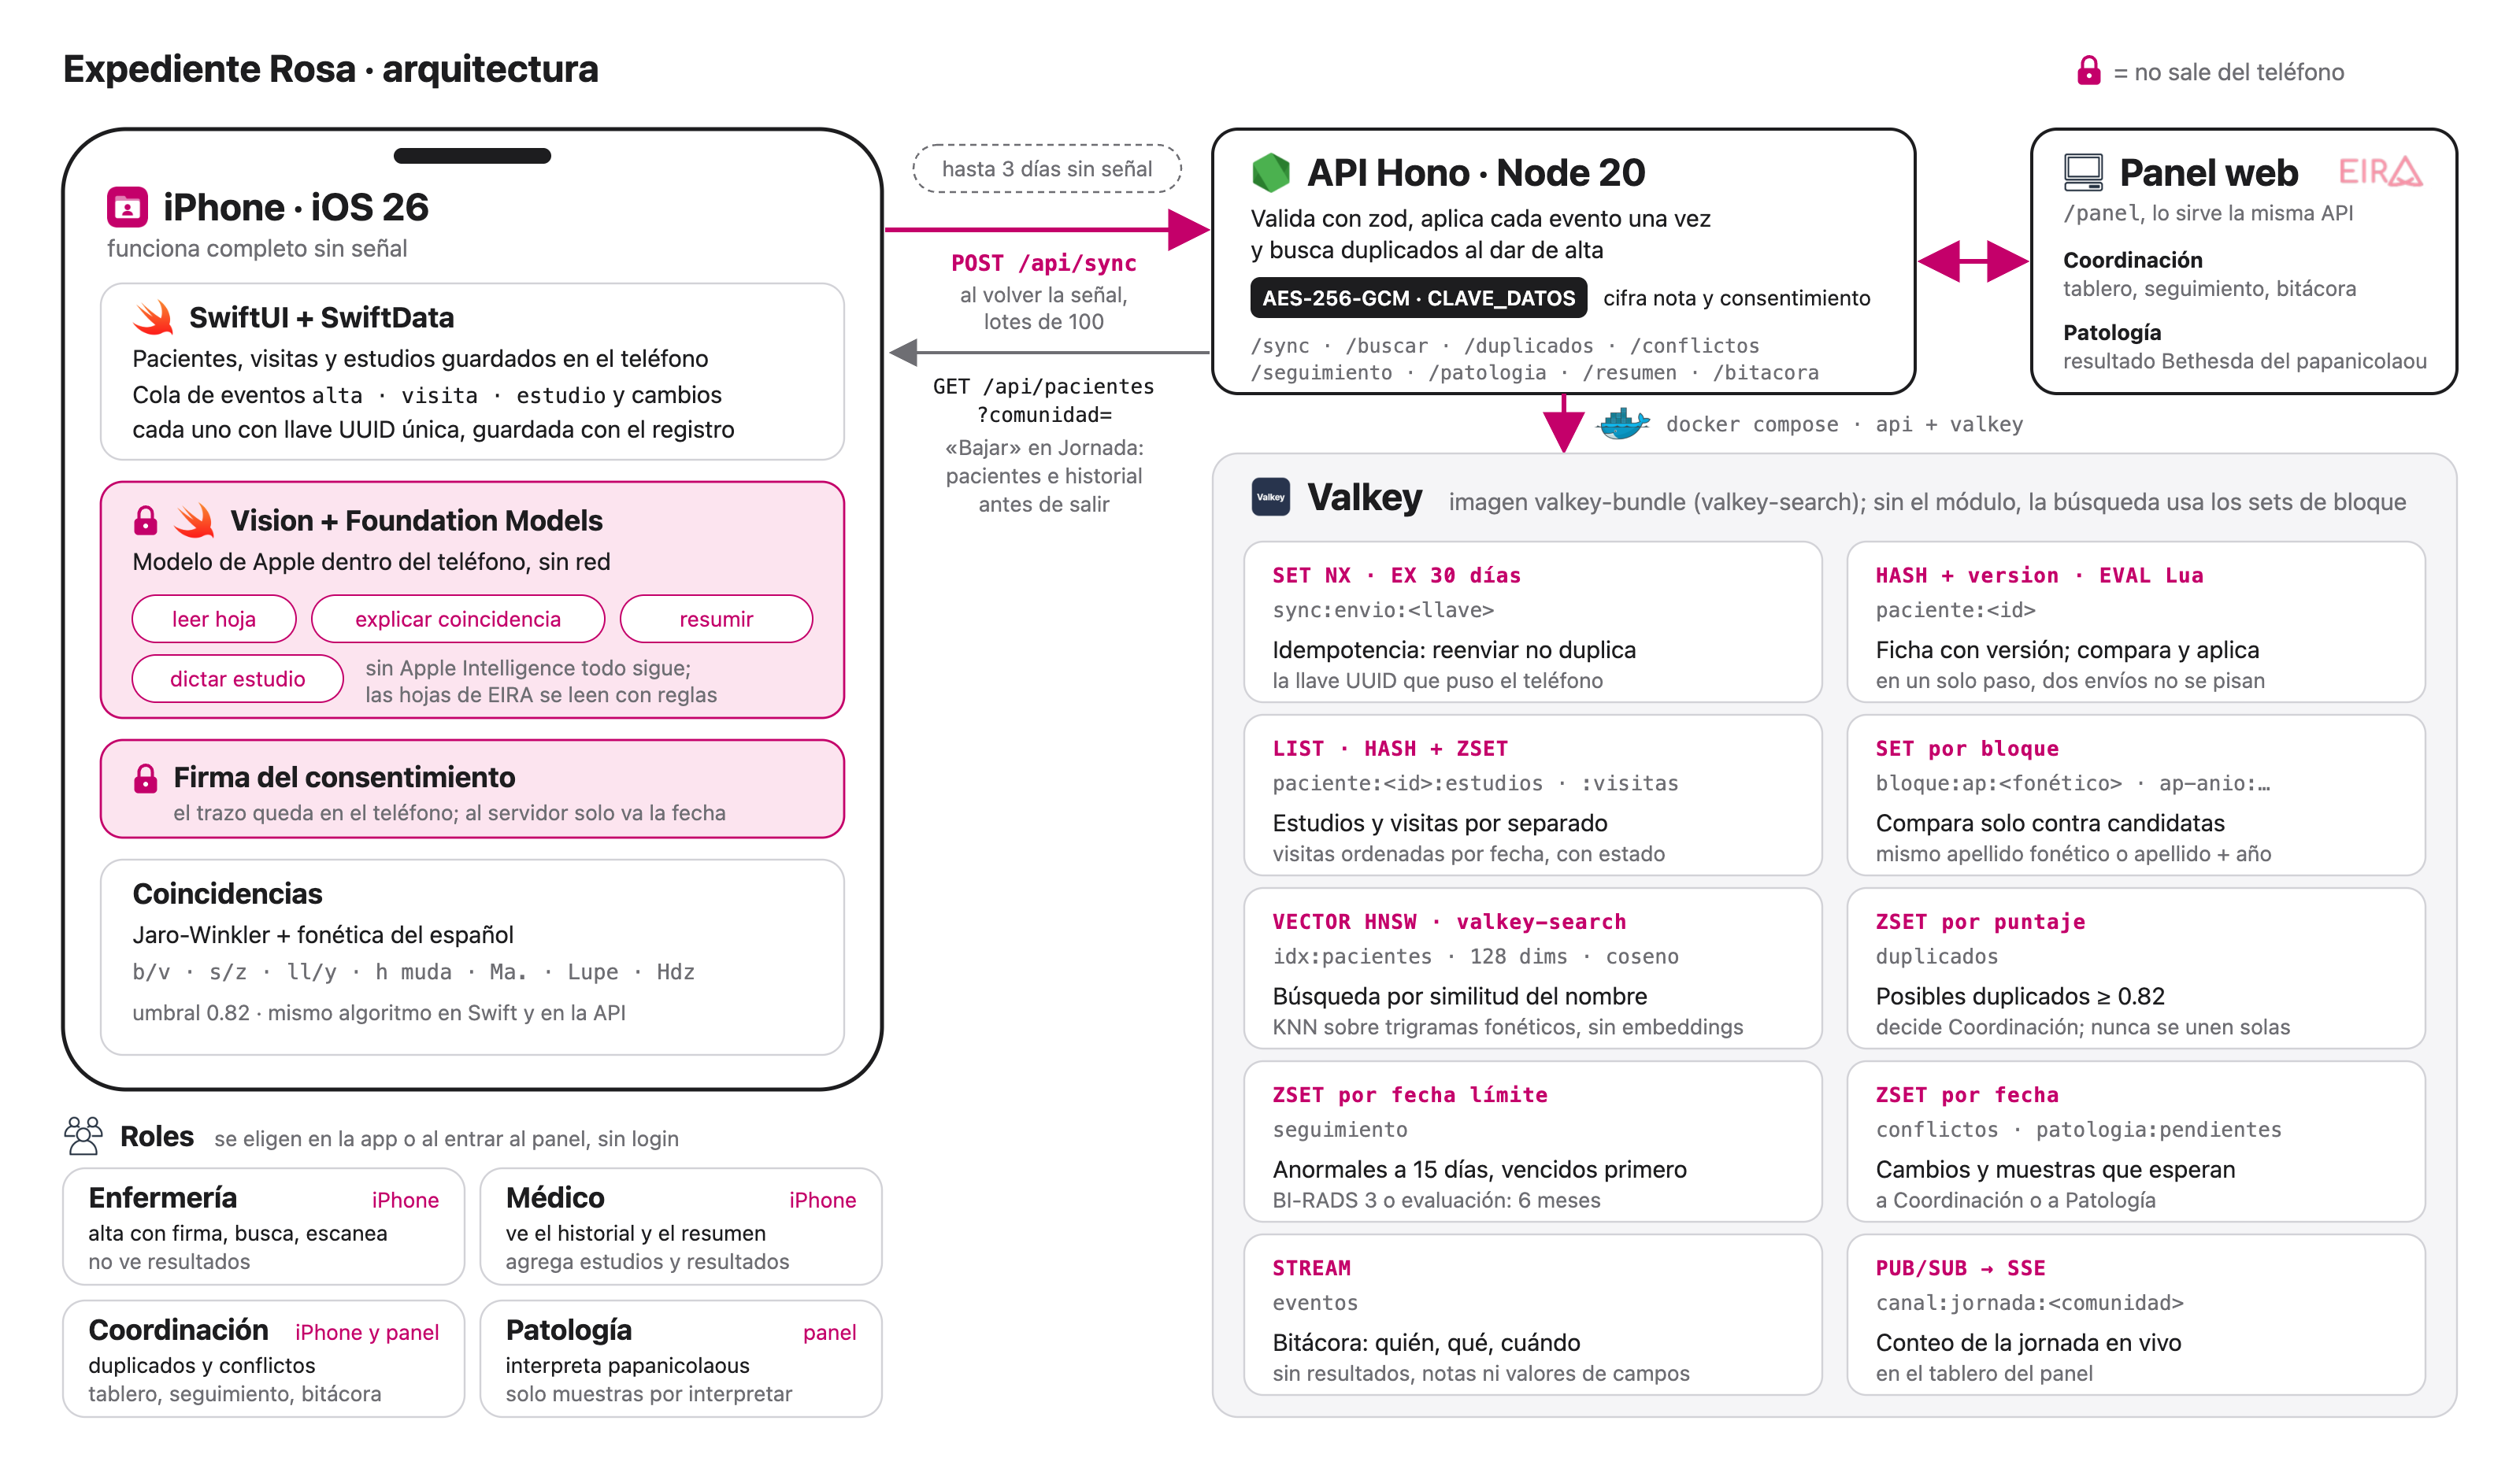 Expediente Rosa · arquitectura
= no sale del teléfono
iPhone · iOS 26
funciona completo sin señal
SwiftUI + SwiftData
Pacientes, visitas y estudios guardados en el teléfono
Cola de eventos alta · visita · estudio y cambios
cada uno con llave UUID única, guardada con el registro
Vision + Foundation Models
Modelo de Apple dentro del teléfono, sin red
leer hoja
explicar coincidencia
resumir
dictar estudio
sin Apple Intelligence todo sigue;
las hojas de EIRA se leen con reglas
Firma del consentimiento
el trazo queda en el teléfono; al servidor solo va la fecha
Coincidencias
Jaro-Winkler + fonética del español
b/v · s/z · ll/y · h muda · Ma. · Lupe · Hdz
umbral 0.82 · mismo algoritmo en Swift y en la API
hasta 3 días sin señal
POST /api/sync
al volver la señal,
lotes de 100
GET /api/pacientes
?comunidad=
«Bajar» en Jornada:
pacientes e historial
antes de salir
API Hono · Node 20
Valida con zod, aplica cada evento una vez
y busca duplicados al dar de alta
AES-256-GCM · CLAVE_DATOS
cifra nota y consentimiento
/sync · /buscar · /duplicados · /conflictos
/seguimiento · /patologia · /resumen · /bitacora
Panel web
EIRA
/panel, lo sirve la misma API
Coordinación
tablero, seguimiento, bitácora
Patología
resultado Bethesda del papanicolaou
docker compose · api + valkey
Valkey
Valkey
imagen valkey-bundle (valkey-search); sin el módulo, la búsqueda usa los sets de bloque
SET NX · EX 30 días
sync:envio:<llave>
Idempotencia: reenviar no duplica
la llave UUID que puso el teléfono
HASH + version · EVAL Lua
paciente:<id>
Ficha con versión; compara y aplica
en un solo paso, dos envíos no se pisan
LIST · HASH + ZSET
paciente:<id>:estudios · :visitas
Estudios y visitas por separado
visitas ordenadas por fecha, con estado
SET por bloque
bloque:ap:<fonético> · ap-anio:…
Compara solo contra candidatas
mismo apellido fonético o apellido + año
VECTOR HNSW · valkey-search
idx:pacientes · 128 dims · coseno
Búsqueda por similitud del nombre
KNN sobre trigramas fonéticos, sin embeddings
ZSET por puntaje
duplicados
Posibles duplicados ≥ 0.82
decide Coordinación; nunca se unen solas
ZSET por fecha límite
seguimiento
Anormales a 15 días, vencidos primero
BI-RADS 3 o evaluación: 6 meses
ZSET por fecha
conflictos · patologia:pendientes
Cambios y muestras que esperan
a Coordinación o a Patología
STREAM
eventos
Bitácora: quién, qué, cuándo
sin resultados, notas ni valores de campos
PUB/SUB → SSE
canal:jornada:<comunidad>
Conteo de la jornada en vivo
en el tablero del panel
Roles
se eligen en la app o al entrar al panel, sin login
Enfermería
iPhone
alta con firma, busca, escanea
no ve resultados
Médico
iPhone
ve el historial y el resumen
agrega estudios y resultados
Coordinación
iPhone y panel
duplicados y conflictos
tablero, seguimiento, bitácora
Patología
panel
interpreta papanicolaous
solo muestras por interpretar